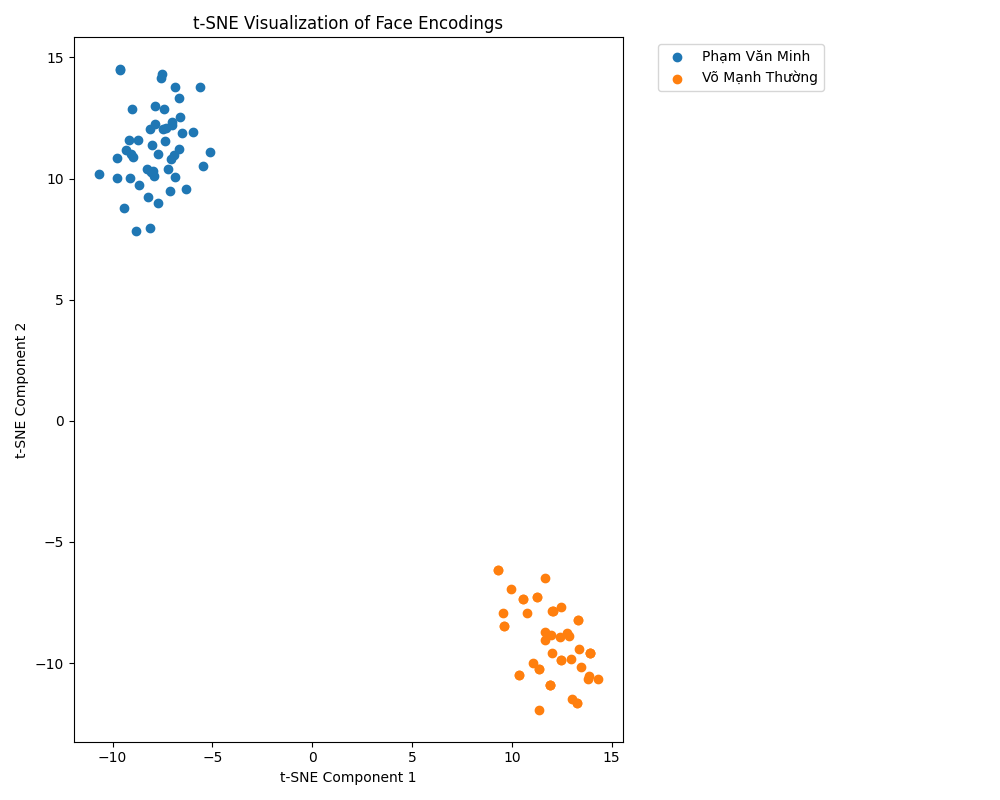 t-SNE Visualization of Face Encodings
Phạm Văn Minh
Võ Mạnh Thường
15
10
5
0
−5
−10
t-SNE Component 2
−10
−5
0
5
10
15
t-SNE Component 1